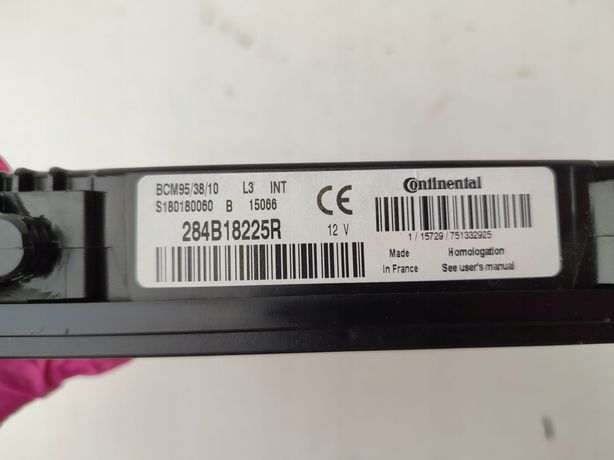 BCM95/38/10 L3 INT
S180180060 B 15066
284B18225R
12 V
CE
Continental
1 / 15729 / 751332925
Made Homologation
in France See user's manual